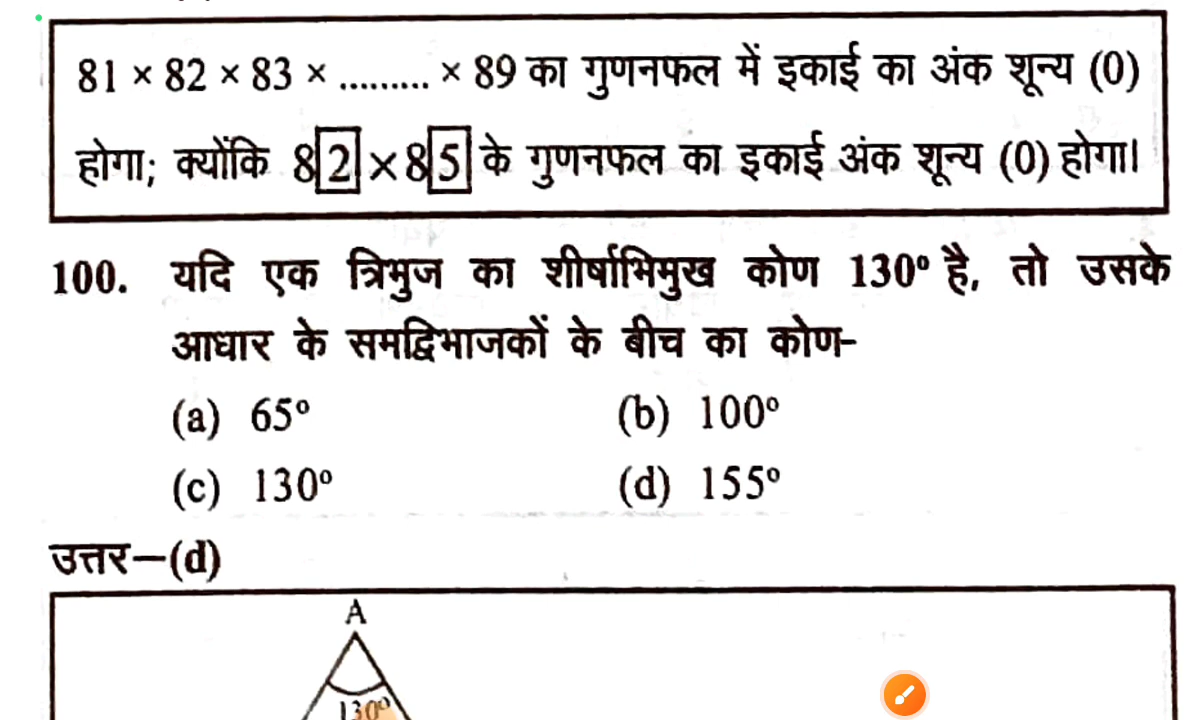 81 × 82 × 83 × ......... × 89 का गुणनफल में इकाई का अंक शून्य (0)
होगा; क्योंकि 82 × 85 के गुणनफल का इकाई अंक शून्य (0) होगा।
100. यदि एक त्रिभुज का शीर्षाभिमुख कोण 130° है, तो उसके
आधार के समद्विभाजकों के बीच का कोण-
(a) 65° (b) 100°
(c) 130° (d) 155°
उत्तर—(d)
A
130°